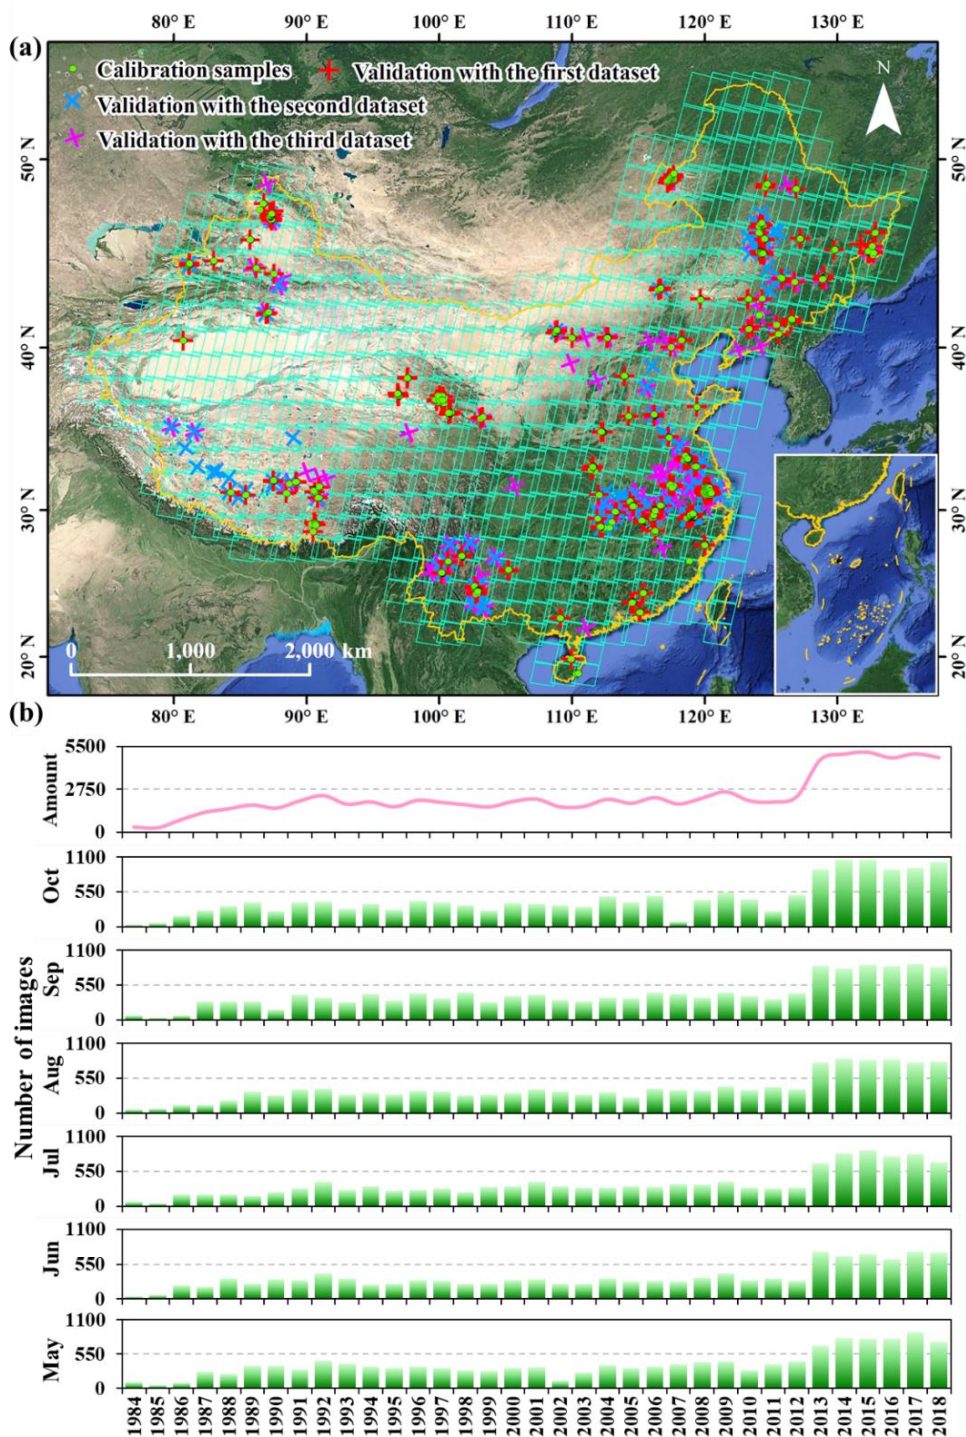 80° E 90° E 100° E 110° E 120° E 130° E
(a)
Calibration samples
Validation with the first dataset
Validation with the second dataset
Validation with the third dataset
N
50° N
40° N
30° N
20° N
50° N
40° N
30° N
20° N
0 1,000 2,000 km
80° E 90° E 100° E 110° E 120° E 130° E
(b)
Number of images
Amount
5500
2750
0
Oct
1100
550
0
Sep
1100
550
0
Aug
1100
550
0
Jul
1100
550
0
Jun
1100
550
0
May
1100
550
0
1984 1985 1986 1987 1988 1989 1990 1991 1992 1993 1994 1995 1996 1997 1998 1999 2000 2001 2002 2003 2004 2005 2006 2007 2008 2009 2010 2011 2012 2013 2014 2015 2016 2017 2018